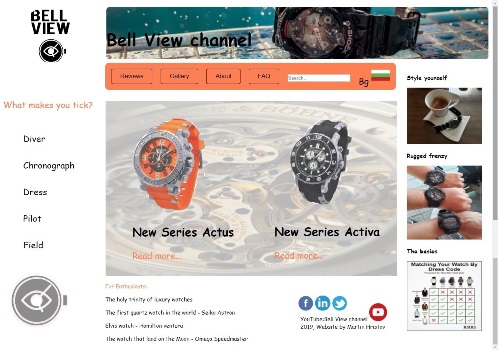 BELL
VIEW
Bell View channel
Reviews
Gallery
About
FAQ
Search...
Bg
What makes you tick?
Diver
Chronograph
Dress
Pilot
Field
New Series Actus
Read more...
New Series Activa
Read more...
Style yourself
Rugged frenzy
The basics
Matching Your Watch By
Dress Code
For Enthusiasts:
The holy trinity of luxury watches
The first quartz watch in the world - Seiko Astron
Elvis watch - Hamilton ventura
The watch that land on the Moon - Omega Speedmaster
YouTube:Bell View channel
2019, Website by Martin Hristov